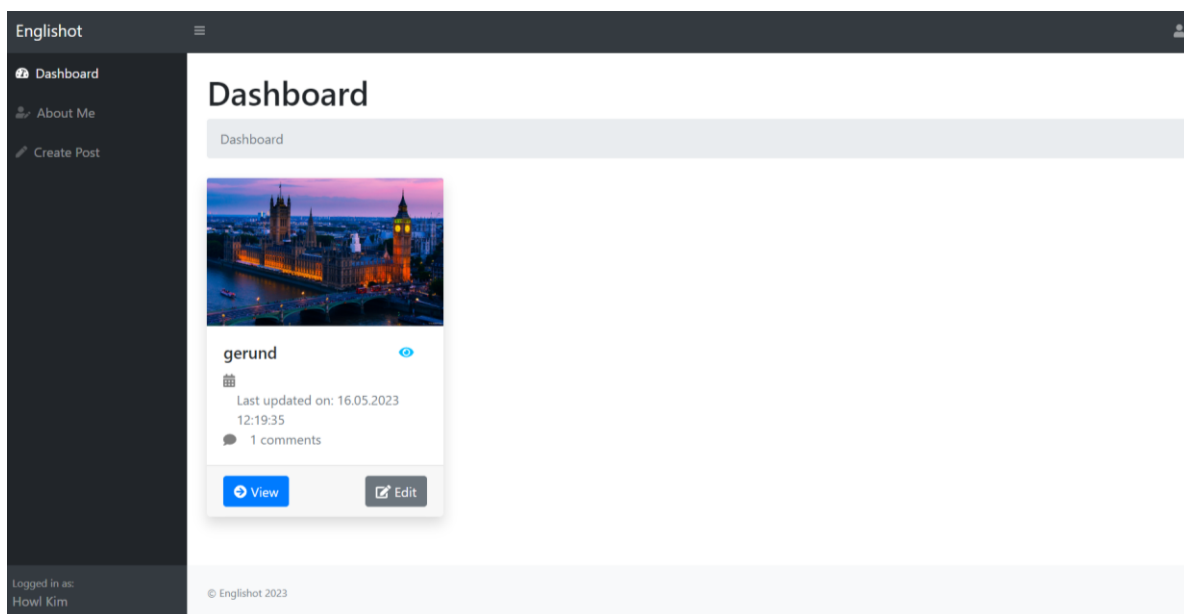 Englishot
Dashboard
About Me
Create Post
Dashboard
Dashboard
gerund
Last updated on: 16.05.2023
12:19:35
1 comments
View
Edit
Logged in as:
Howl Kim
© Englishot 2023